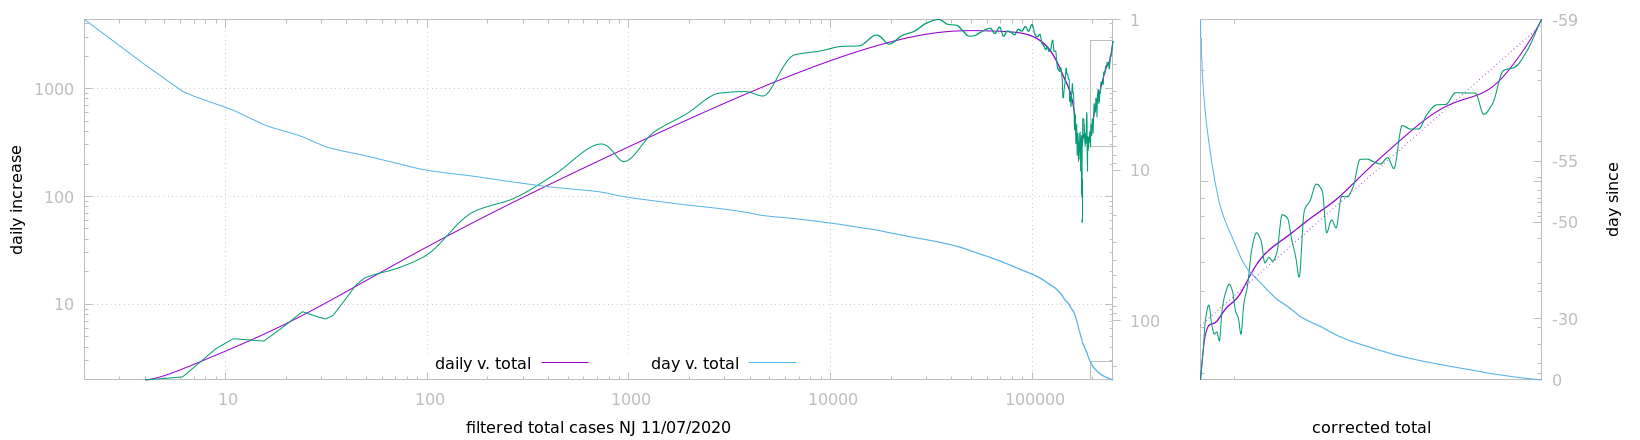 1
-59
1000
daily increase
10
-55
day since
100
-50
10
100
-30
daily v. total
day v. total
0
10
100
1000
10000
100000
filtered total cases NJ 11/07/2020
corrected total